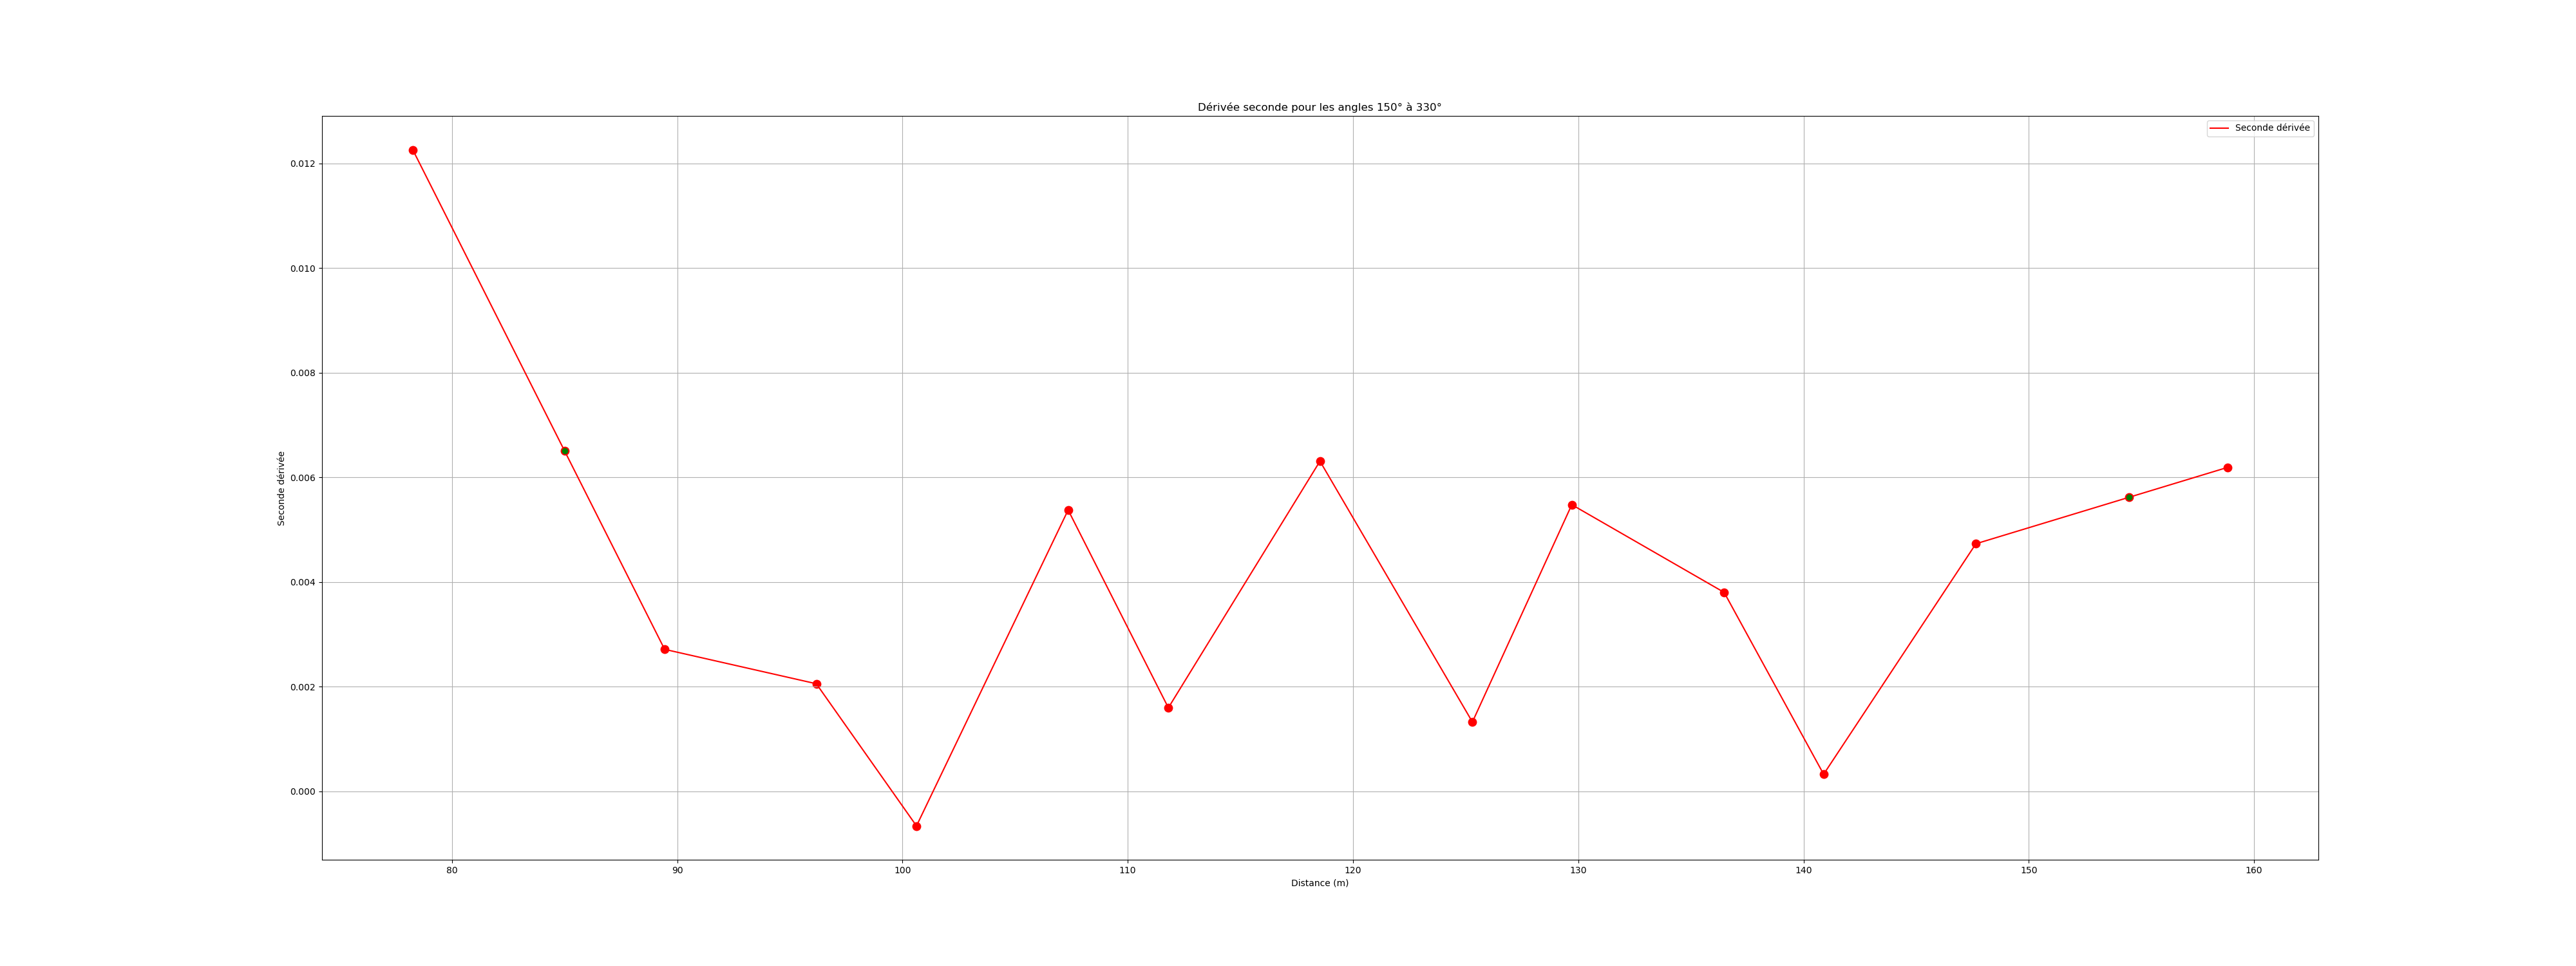 Dérivée seconde pour les angles 150° à 330°
Seconde dérivée
0.012
0.010
0.008
0.006
0.004
0.002
0.000
Seconde dérivée
80 90 100 110 120 130 140 150 160
Distance (m)